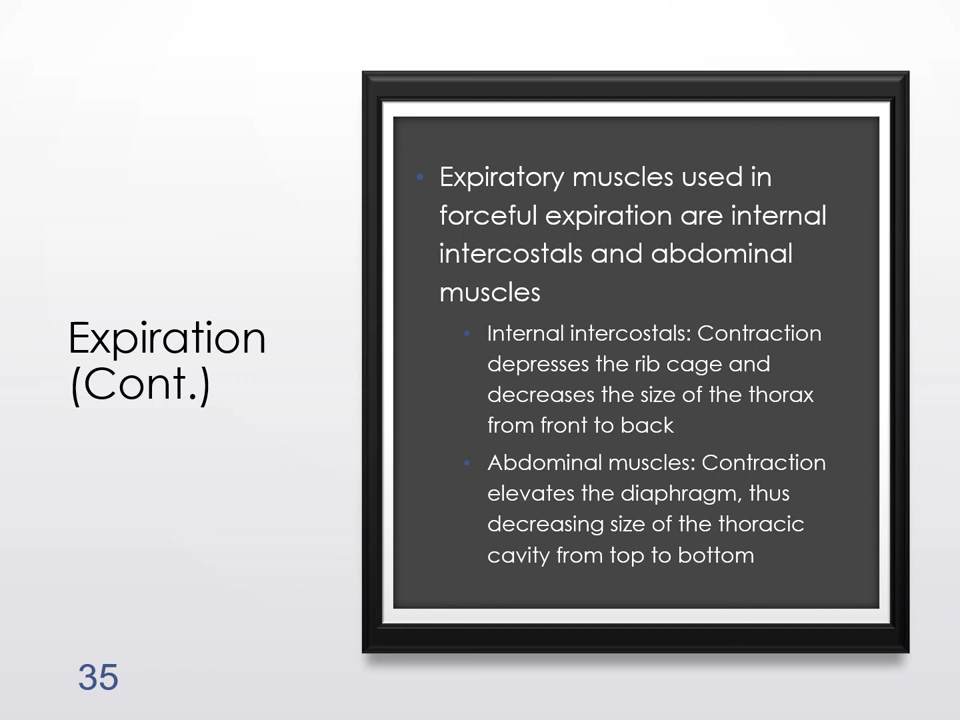 Expiration
(Cont.)
• Expiratory muscles used in
forceful expiration are internal
intercostals and abdominal
muscles
• Internal intercostals: Contraction
depresses the rib cage and
decreases the size of the thorax
from front to back
• Abdominal muscles: Contraction
elevates the diaphragm, thus
decreasing size of the thoracic
cavity from top to bottom
35